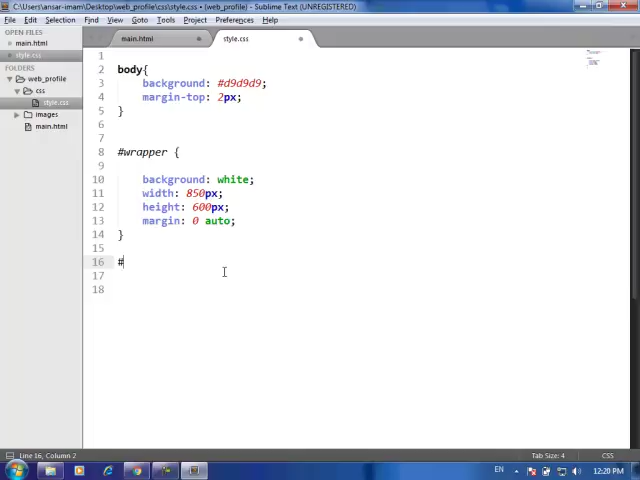 C:\Users\ansar-imam\Desktop\web_profile\css\style.css • (web_profile) - Sublime Text (UNREGISTERED)
File Edit Selection Find View Goto Tools Project Preferences Help
OPEN FILES
main.html
style.css
FOLDERS
web_profile
css
style.css
images
main.html
main.html style.css
1
2 body{
3 background: #d9d9d9;
4 margin-top: 2px;
5 }
6
7
8 #wrapper {
9
10 background: white;
11 width: 850px;
12 height: 600px;
13 margin: 0 auto;
14 }
15
16 #
17
18
Line 16, Column 2 Tab Size: 4 CSS
EN 12:20 PM